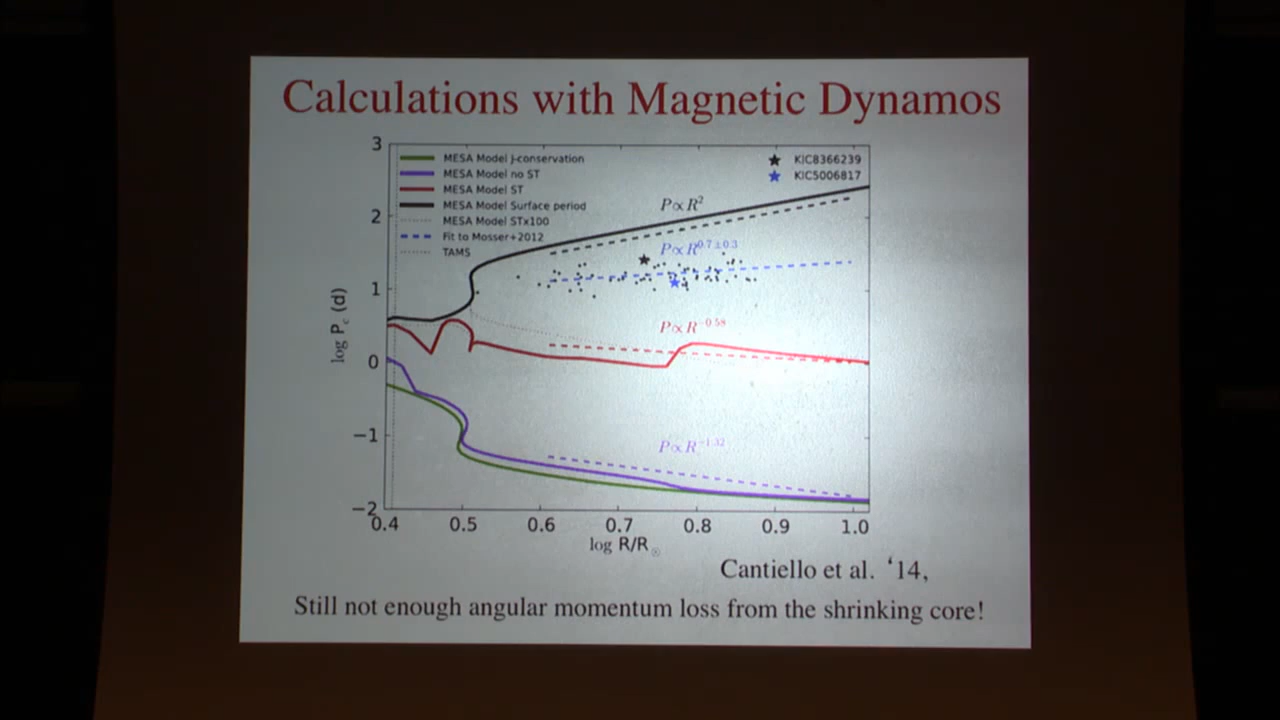 Calculations with Magnetic Dynamos
3
2
1
0
−1
−2
log P_c (d)
MESA Model j-conservation
MESA Model no ST
MESA Model ST
MESA Model Surface period
MESA Model STx100
Fit to Mosser+2012
TAMS
KIC8366239
KIC5006817
P∝R²
P∝R^0.7±0.3
P∝R^−0.58
P∝R^−1.32
0.4 0.5 0.6 0.7 0.8 0.9 1.0
log R/R☉
Cantiello et al. ‘14,
Still not enough angular momentum loss from the shrinking core!